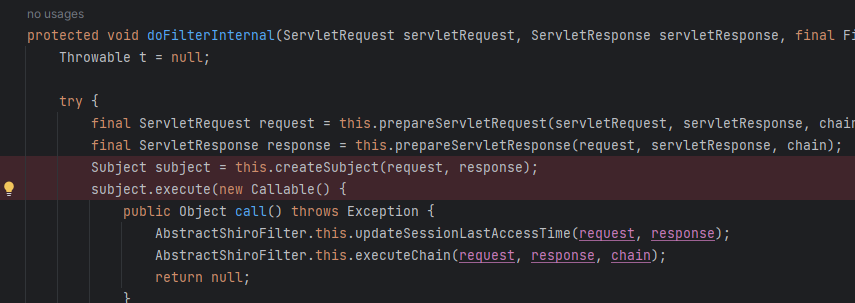 no usages
protected void doFilterInternal(ServletRequest servletRequest, ServletResponse servletResponse, final Fi
Throwable t = null;
try {
final ServletRequest request = this.prepareServletRequest(servletRequest, servletResponse, chain
final ServletResponse response = this.prepareServletResponse(request, servletResponse, chain);
Subject subject = this.createSubject(request, response);
subject.execute(new Callable() {
public Object call() throws Exception {
AbstractShiroFilter.this.updateSessionLastAccessTime(request, response);
AbstractShiroFilter.this.executeChain(request, response, chain);
return null;
}